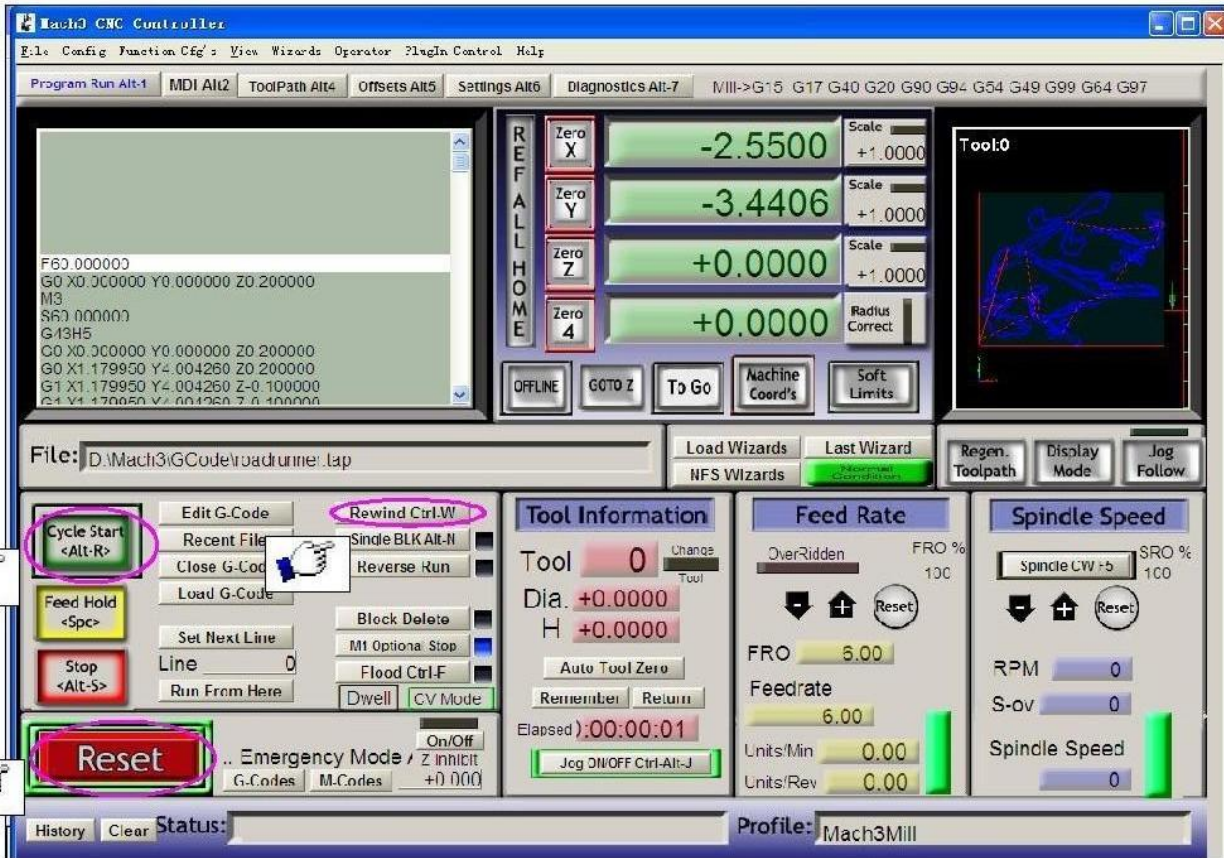 Mach3 CNC Controller
File Config Function Cfg's View Wizards Operator PlugIn Control Help
Program Run Alt-1 MDI Alt2 ToolPath Alt4 Offsets Alt5 Settings Alt6 Diagnostics Alt-7 Mill->G15 G17 G40 G20 G90 G94 G54 G49 G99 G64 G97
F60.000000
G0 X0.000000 Y0.000000 Z0.200000
M3
S60.000000
G43H5
G0 X0.000000 Y0.000000 Z0.200000
G0 X1.179950 Y4.004260 Z0.200000
G1 X1.179950 Y4.004260 Z-0.100000
G1 X1.179950 Y4.004260 Z-0.100000
REF ALL HOME
Zero X -2.5500 Scale +1.0000
Zero Y -3.4406 Scale +1.0000
Zero Z +0.0000 Scale +1.0000
Zero 4 +0.0000 Radius Correct
OFFLINE GOTO Z To Go Machine Coord's Soft Limits
Tool:0
File: D:\Mach3\GCode\roadrunner.tap
Load Wizards Last Wizard
NFS Wizards Normal Condition
Regen. Toolpath Display Mode Jog Follow
Cycle Start <Alt-R>
Feed Hold <Spc>
Stop <Alt-S>
Edit G-Code
Recent File
Close G-Cod
Load G-Code
Set Next Line
Line 0
Run From Here
Rewind Ctrl-W
Single BLK Alt-N
Reverse Run
Block Delete
M1 Optional Stop
Flood Ctrl-F
Dwell CV Mode
Reset
.. Emergency Mode
G-Codes M-Codes
On/Off
Z Inhibit
+0.000
Tool Information
Tool 0 Change Tool
Dia. +0.0000
H +0.0000
Auto Tool Zero
Remember Return
Elapsed ):00:00:01
Jog ON/OFF Ctrl-Alt-J
Feed Rate
OverRidden FRO %
100
Reset
FRO 6.00
Feedrate
6.00
Units/Min 0.00
Units/Rev 0.00
Spindle Speed
Spindle CW F5 SRO %
100
Reset
RPM 0
S-ov 0
Spindle Speed
0
History Clear Status: Profile: Mach3Mill